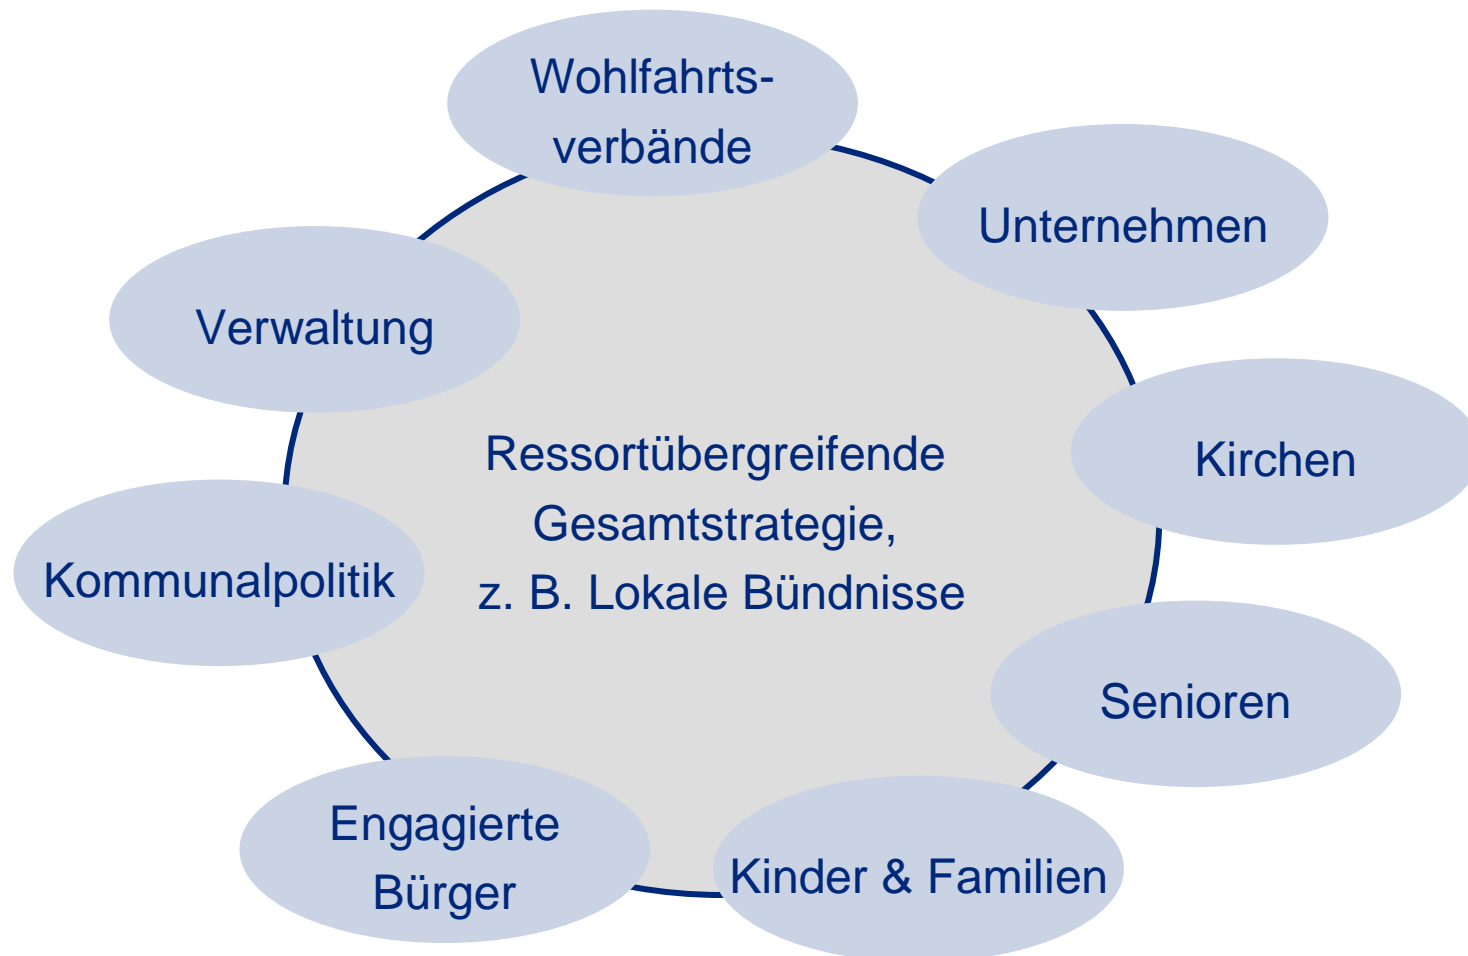 Wohlfahrts-
verbände
Unternehmen
Verwaltung
Kirchen
Ressortübergreifende
Gesamtstrategie,
z. B. Lokale Bündnisse
Kommunalpolitik
Senioren
Engagierte
Bürger
Kinder & Familien